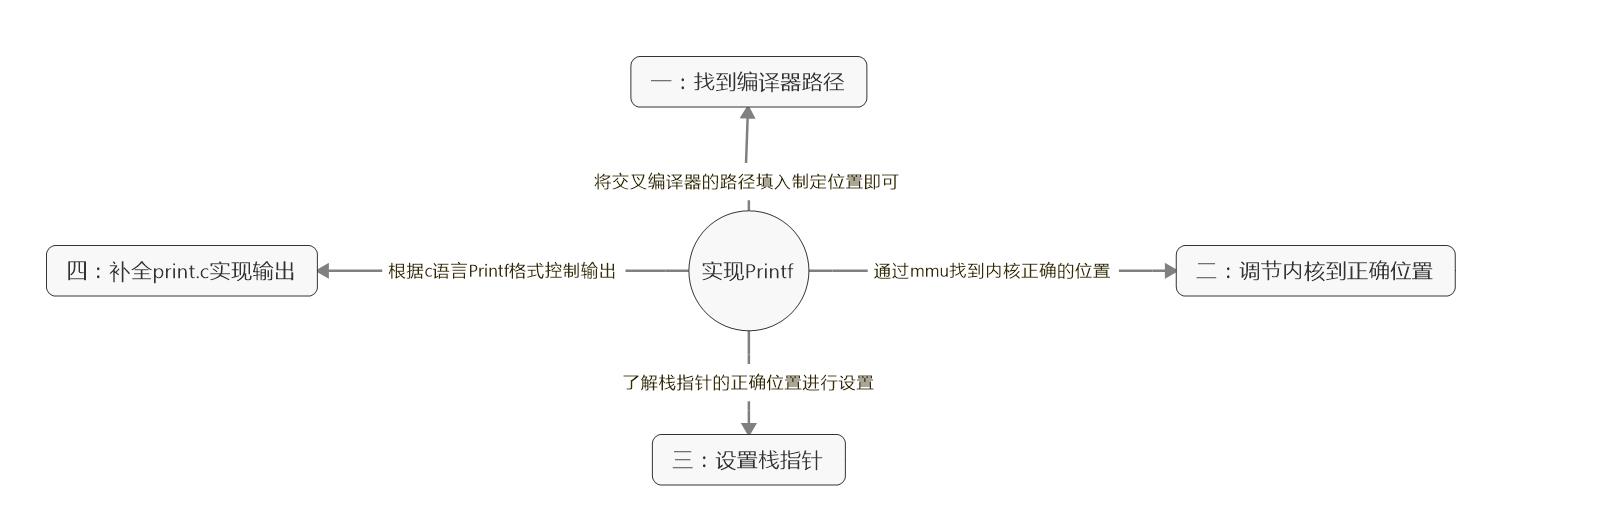 一：找到编译器路径
将交叉编译器的路径填入制定位置即可
四：补全print.c实现输出
根据c语言Printf格式控制输出
实现Printf
通过mmu找到内核正确的位置
二：调节内核到正确位置
了解栈指针的正确位置进行设置
三：设置栈指针